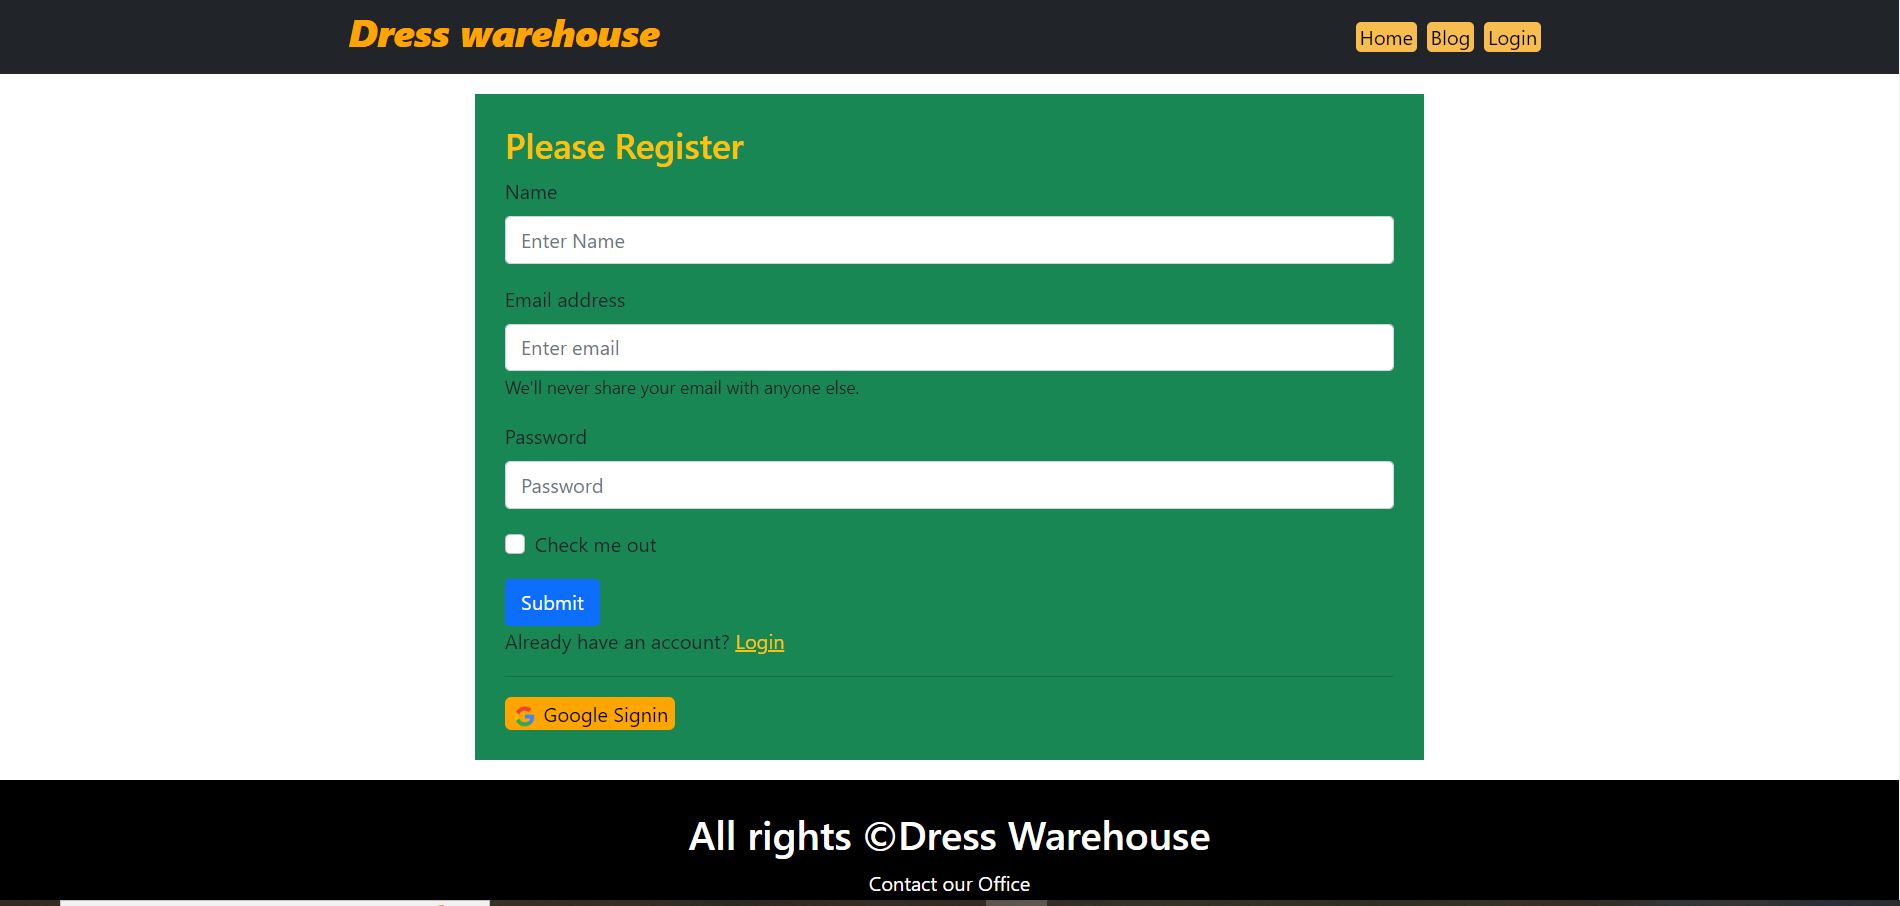 Dress warehouse
Home Blog Login
Please Register
Name
Enter Name
Email address
Enter email
We'll never share your email with anyone else.
Password
Password
Check me out
Submit
Already have an account? Login
Google Signin
All rights ©Dress Warehouse
Contact our Office